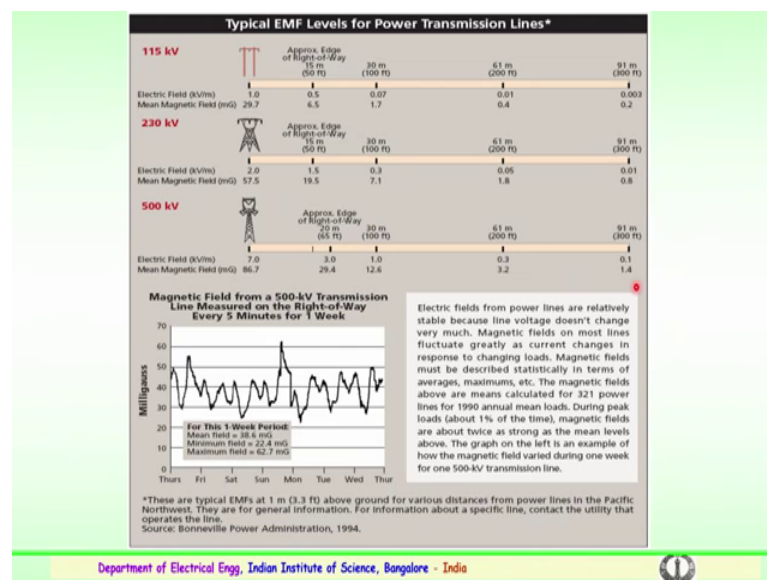 Typical EMF Levels for Power Transmission Lines*
115 kV
Approx. Edge
of Right-of-Way
15 m 30 m 61 m 91 m
(50 ft) (100 ft) (200 ft) (300 ft)
Electric Field (kV/m) 1.0 0.5 0.07 0.01 0.003
Mean Magnetic Field (mG) 29.7 6.5 1.7 0.4 0.2
230 kV
Approx. Edge
of Right-of-Way
15 m 30 m 61 m 91 m
(50 ft) (100 ft) (200 ft) (300 ft)
Electric Field (kV/m) 2.0 1.5 0.3 0.05 0.01
Mean Magnetic Field (mG) 57.5 19.5 7.1 1.8 0.8
500 kV
Approx. Edge
of Right-of-Way
20 m 30 m 61 m 91 m
(65 ft) (100 ft) (200 ft) (300 ft)
Electric Field (kV/m) 7.0 3.0 1.0 0.3 0.1
Mean Magnetic Field (mG) 86.7 29.4 12.6 3.2 1.4
Magnetic Field from a 500-kV Transmission
Line Measured on the Right-of-Way
Every 5 Minutes for 1 Week
70
60
50
40
30
20
10
0
Milligauss
For This 1-Week Period:
Mean field = 38.6 mG
Minimum field = 22.4 mG
Maximum field = 62.7 mG
Thurs Fri Sat Sun Mon Tue Wed Thur
Electric fields from power lines are relatively
stable because line voltage doesn't change
very much. Magnetic fields on most lines
fluctuate greatly as current changes in
response to changing loads. Magnetic fields
must be described statistically in terms of
averages, maximums, etc. The magnetic fields
above are means calculated for 321 power
lines for 1990 annual mean loads. During peak
loads (about 1% of the time), magnetic fields
are about twice as strong as the mean levels
above. The graph on the left is an example of
how the magnetic field varied during one week
for one 500-kV transmission line.
*These are typical EMFs at 1 m (3.3 ft) above ground for various distances from power lines in the Pacific
Northwest. They are for general information. For information about a specific line, contact the utility that
operates the line.
Source: Bonneville Power Administration, 1994.
Department of Electrical Engg, Indian Institute of Science, Bangalore - India